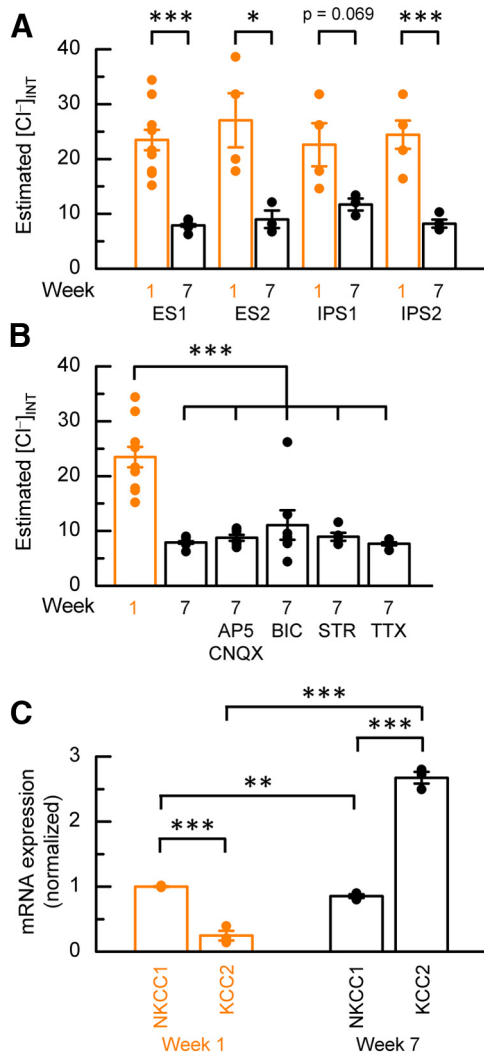 A
*** * p = 0.069 ***
Estimated [Cl⁻]INT
40
30
20
10
0
Week 1 7 1 7 1 7 1 7
ES1 ES2 IPS1 IPS2
B
***
Estimated [Cl⁻]INT
40
30
20
10
0
Week 1 7 7 7 7 7
AP5 BIC STR TTX
CNQX
C
***
***
**
***
mRNA expression
(normalized)
3
2
1
0
NKCC1 KCC2 NKCC1 KCC2
Week 1 Week 7